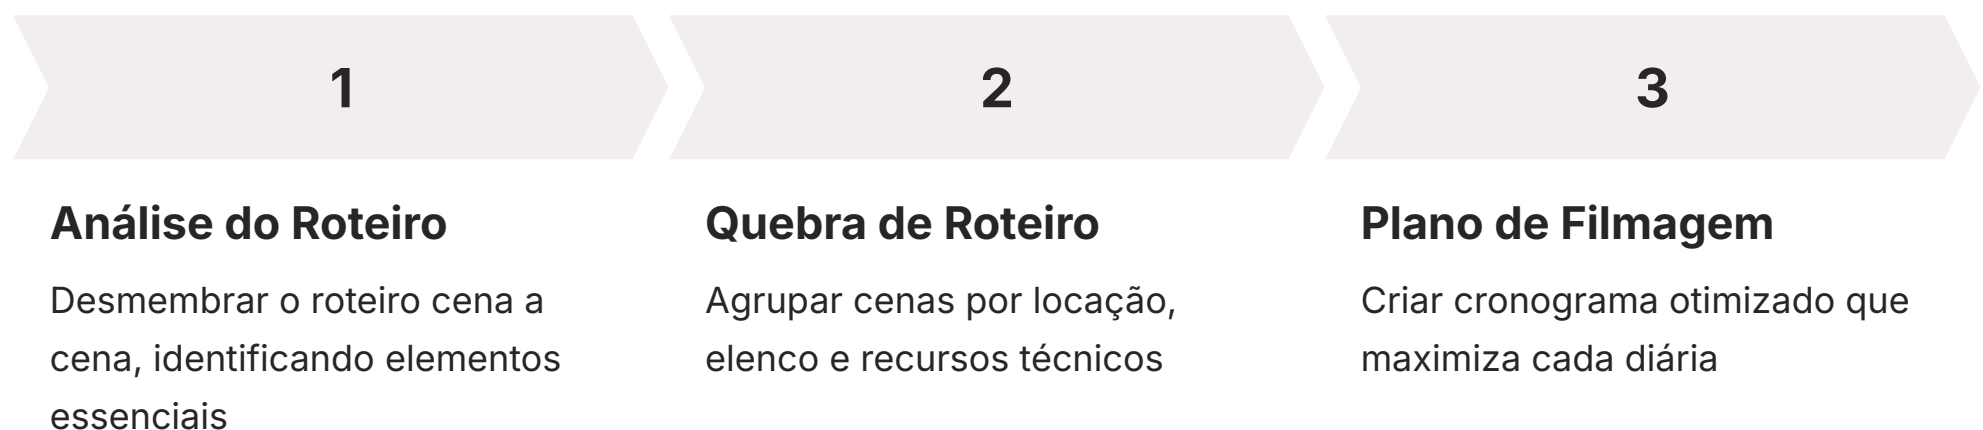 1
2
3
Análise do Roteiro
Desmembrar o roteiro cena a
cena, identificando elementos
essenciais
Quebra de Roteiro
Agrupar cenas por locação,
elenco e recursos técnicos
Plano de Filmagem
Criar cronograma otimizado que
maximiza cada diária